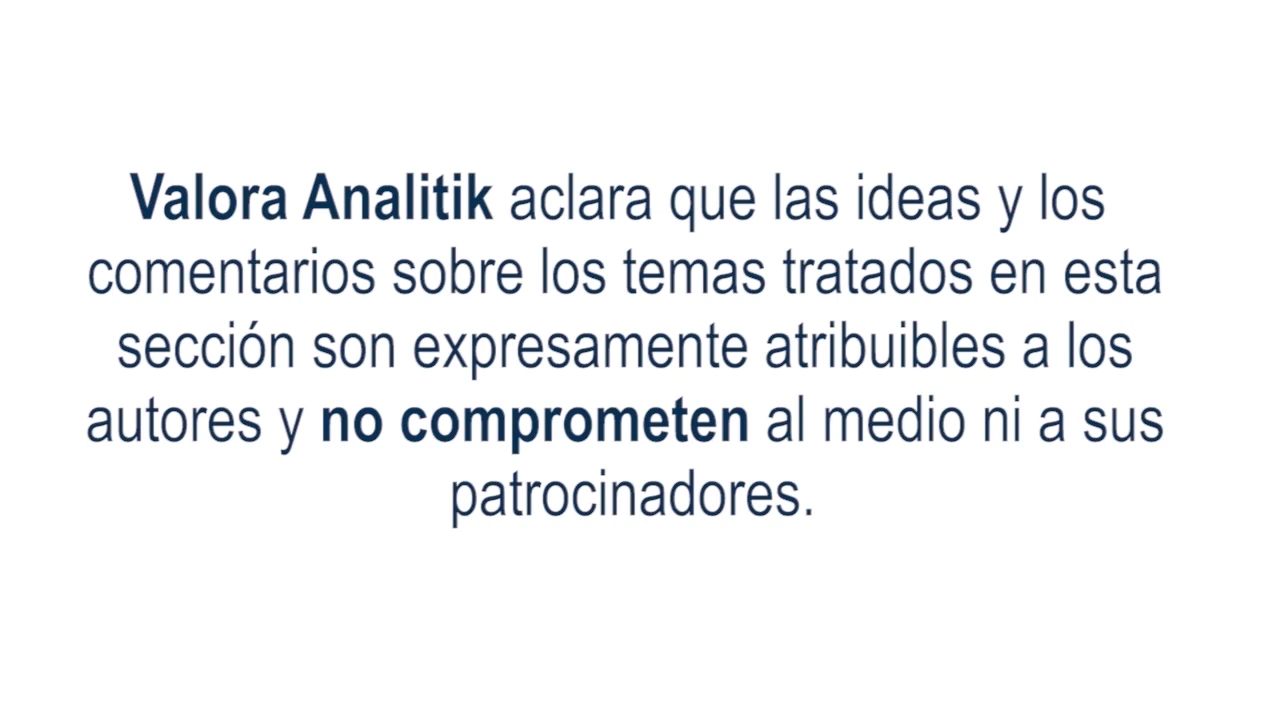 Valora Analitik aclara que las ideas y los
comentarios sobre los temas tratados en esta
sección son expresamente atribuibles a los
autores y no comprometen al medio ni a sus
patrocinadores.